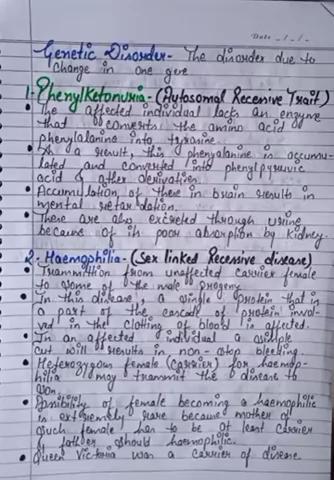 Date _/_/_
Genetic Disorder- The disorder due to
change in one gene
1- PhenylKetonuria- (Autosomal Recessive Trait)
• The affected individual lacks an enzyme
that converts the amino acid
phenylalanine into tyrosine.
• As a result, this phenyalanine is accumu-
lated and converted into phenylpyruvic
acid & other derivation
• Accumulation of these in brain results in
mental retardation.
• These are also excreted through urine
because of its poor absorption by kidney.
2- Haemophilia- (Sex linked Recessive disease)
• Transmittion from unaffected carrier female
to some of the male progeny
• In this disease, a single protein that is
a part of the cascade of protein invol-
ved in the clotting of blood is affected.
• In an affected individual a simple
cut will results in non-stop bleeding.
• Heterozygous female (carrier) for haemop-
hilia may transmit the disease to
son.
• Possibility of female becoming a haemophilic
is extremely rare because mother of
such female has to be at least carrier
& father should haemophilic.
• Queen Victoria was a carrier of disease